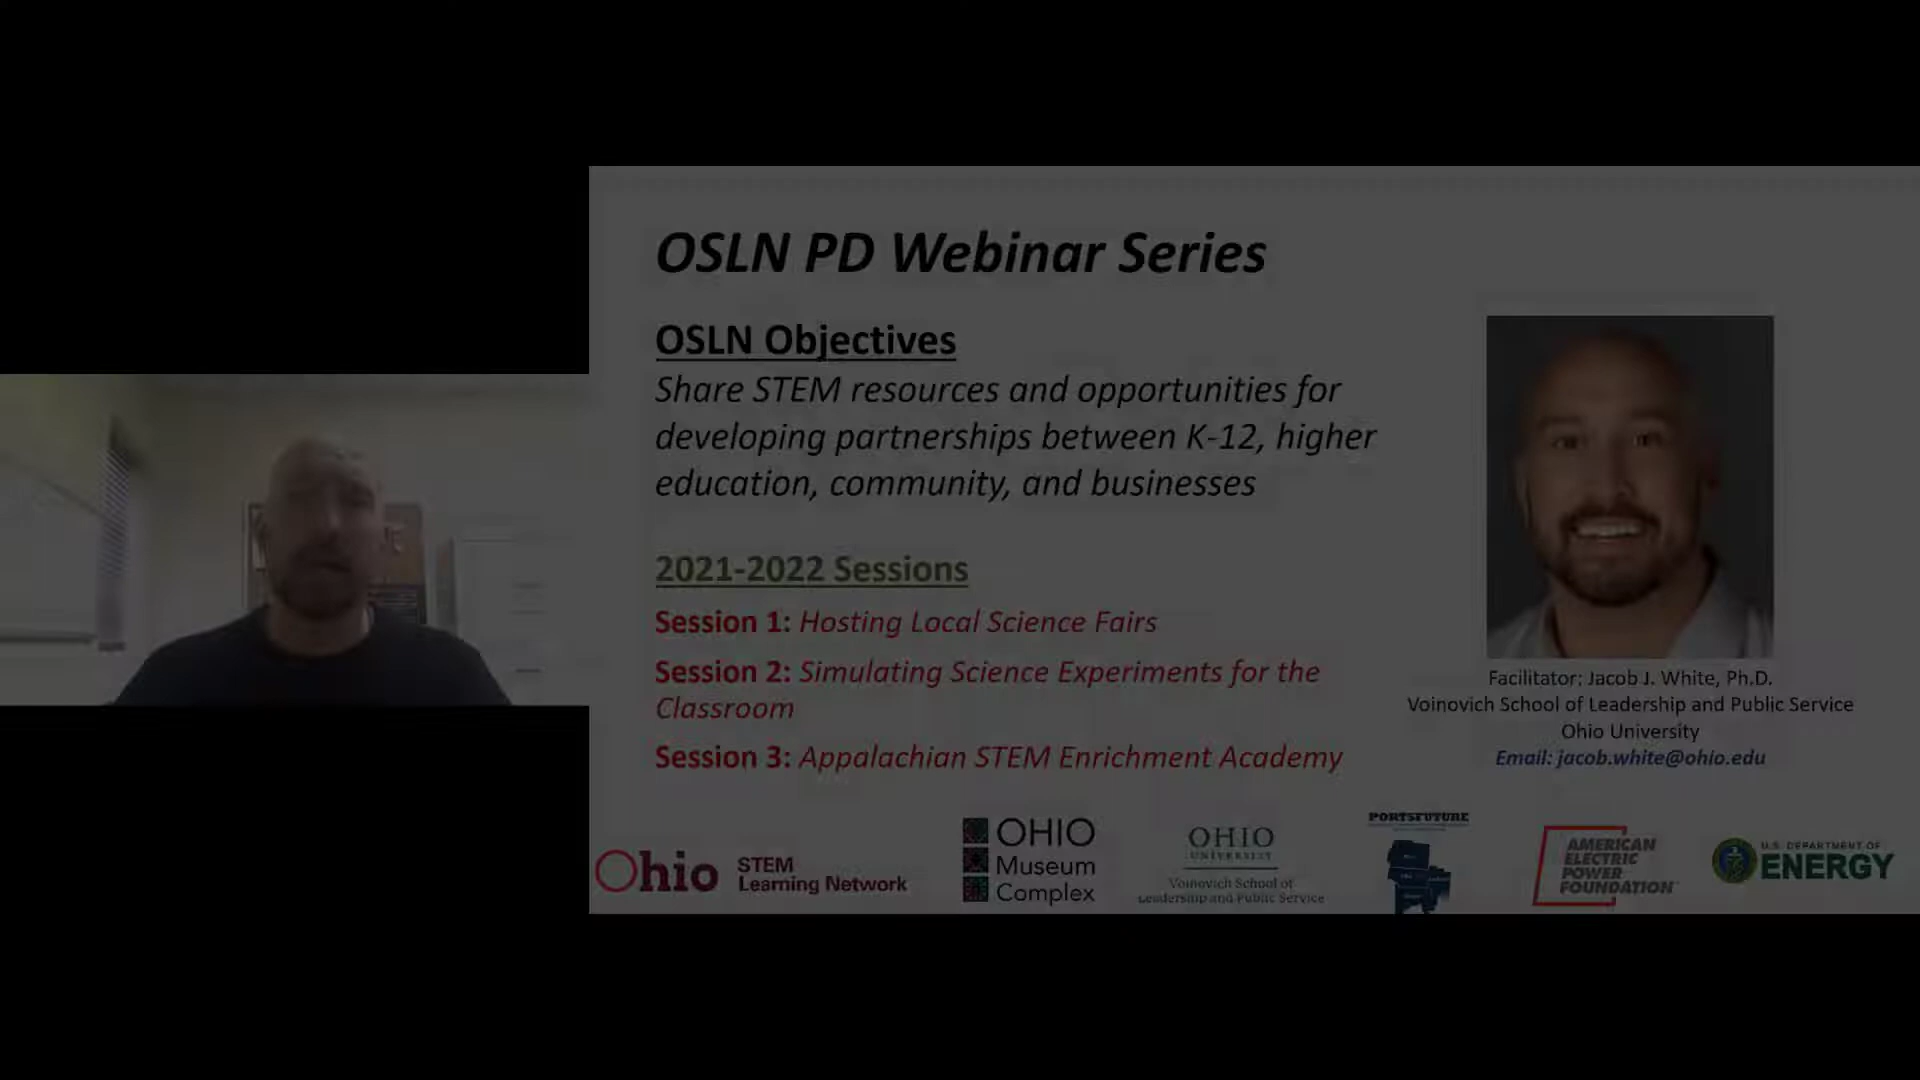 OSLN PD Webinar Series
OSLN Objectives
Share STEM resources and opportunities for
developing partnerships between K-12, higher
education, community, and businesses
2021-2022 Sessions
Session 1: Hosting Local Science Fairs
Session 2: Simulating Science Experiments for the
Classroom
Session 3: Appalachian STEM Enrichment Academy
Facilitator: Jacob J. White, Ph.D.
Voinovich School of Leadership and Public Service
Ohio University
Email: jacob.white@ohio.edu
Ohio STEM
Learning Network
OHIO
Museum
Complex
OHIO
UNIVERSITY
Voinovich School of
Leadership and Public Service
PORTSFUTURE
AMERICAN
ELECTRIC
POWER
FOUNDATION
U.S. DEPARTMENT OF
ENERGY